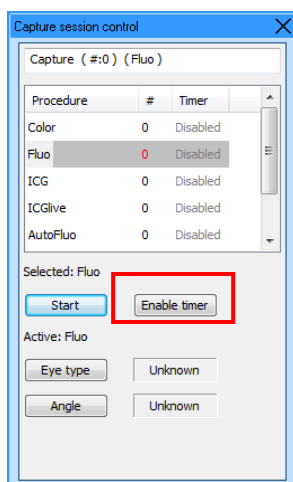 Capture session control
Capture ( #:0 ) ( Fluo )
Procedure # Timer
Color 0 Disabled
Fluo 0 Disabled
ICG 0 Disabled
ICGlive 0 Disabled
AutoFluo 0 Disabled
Selected: Fluo
Start Enable timer
Active: Fluo
Eye type Unknown
Angle Unknown